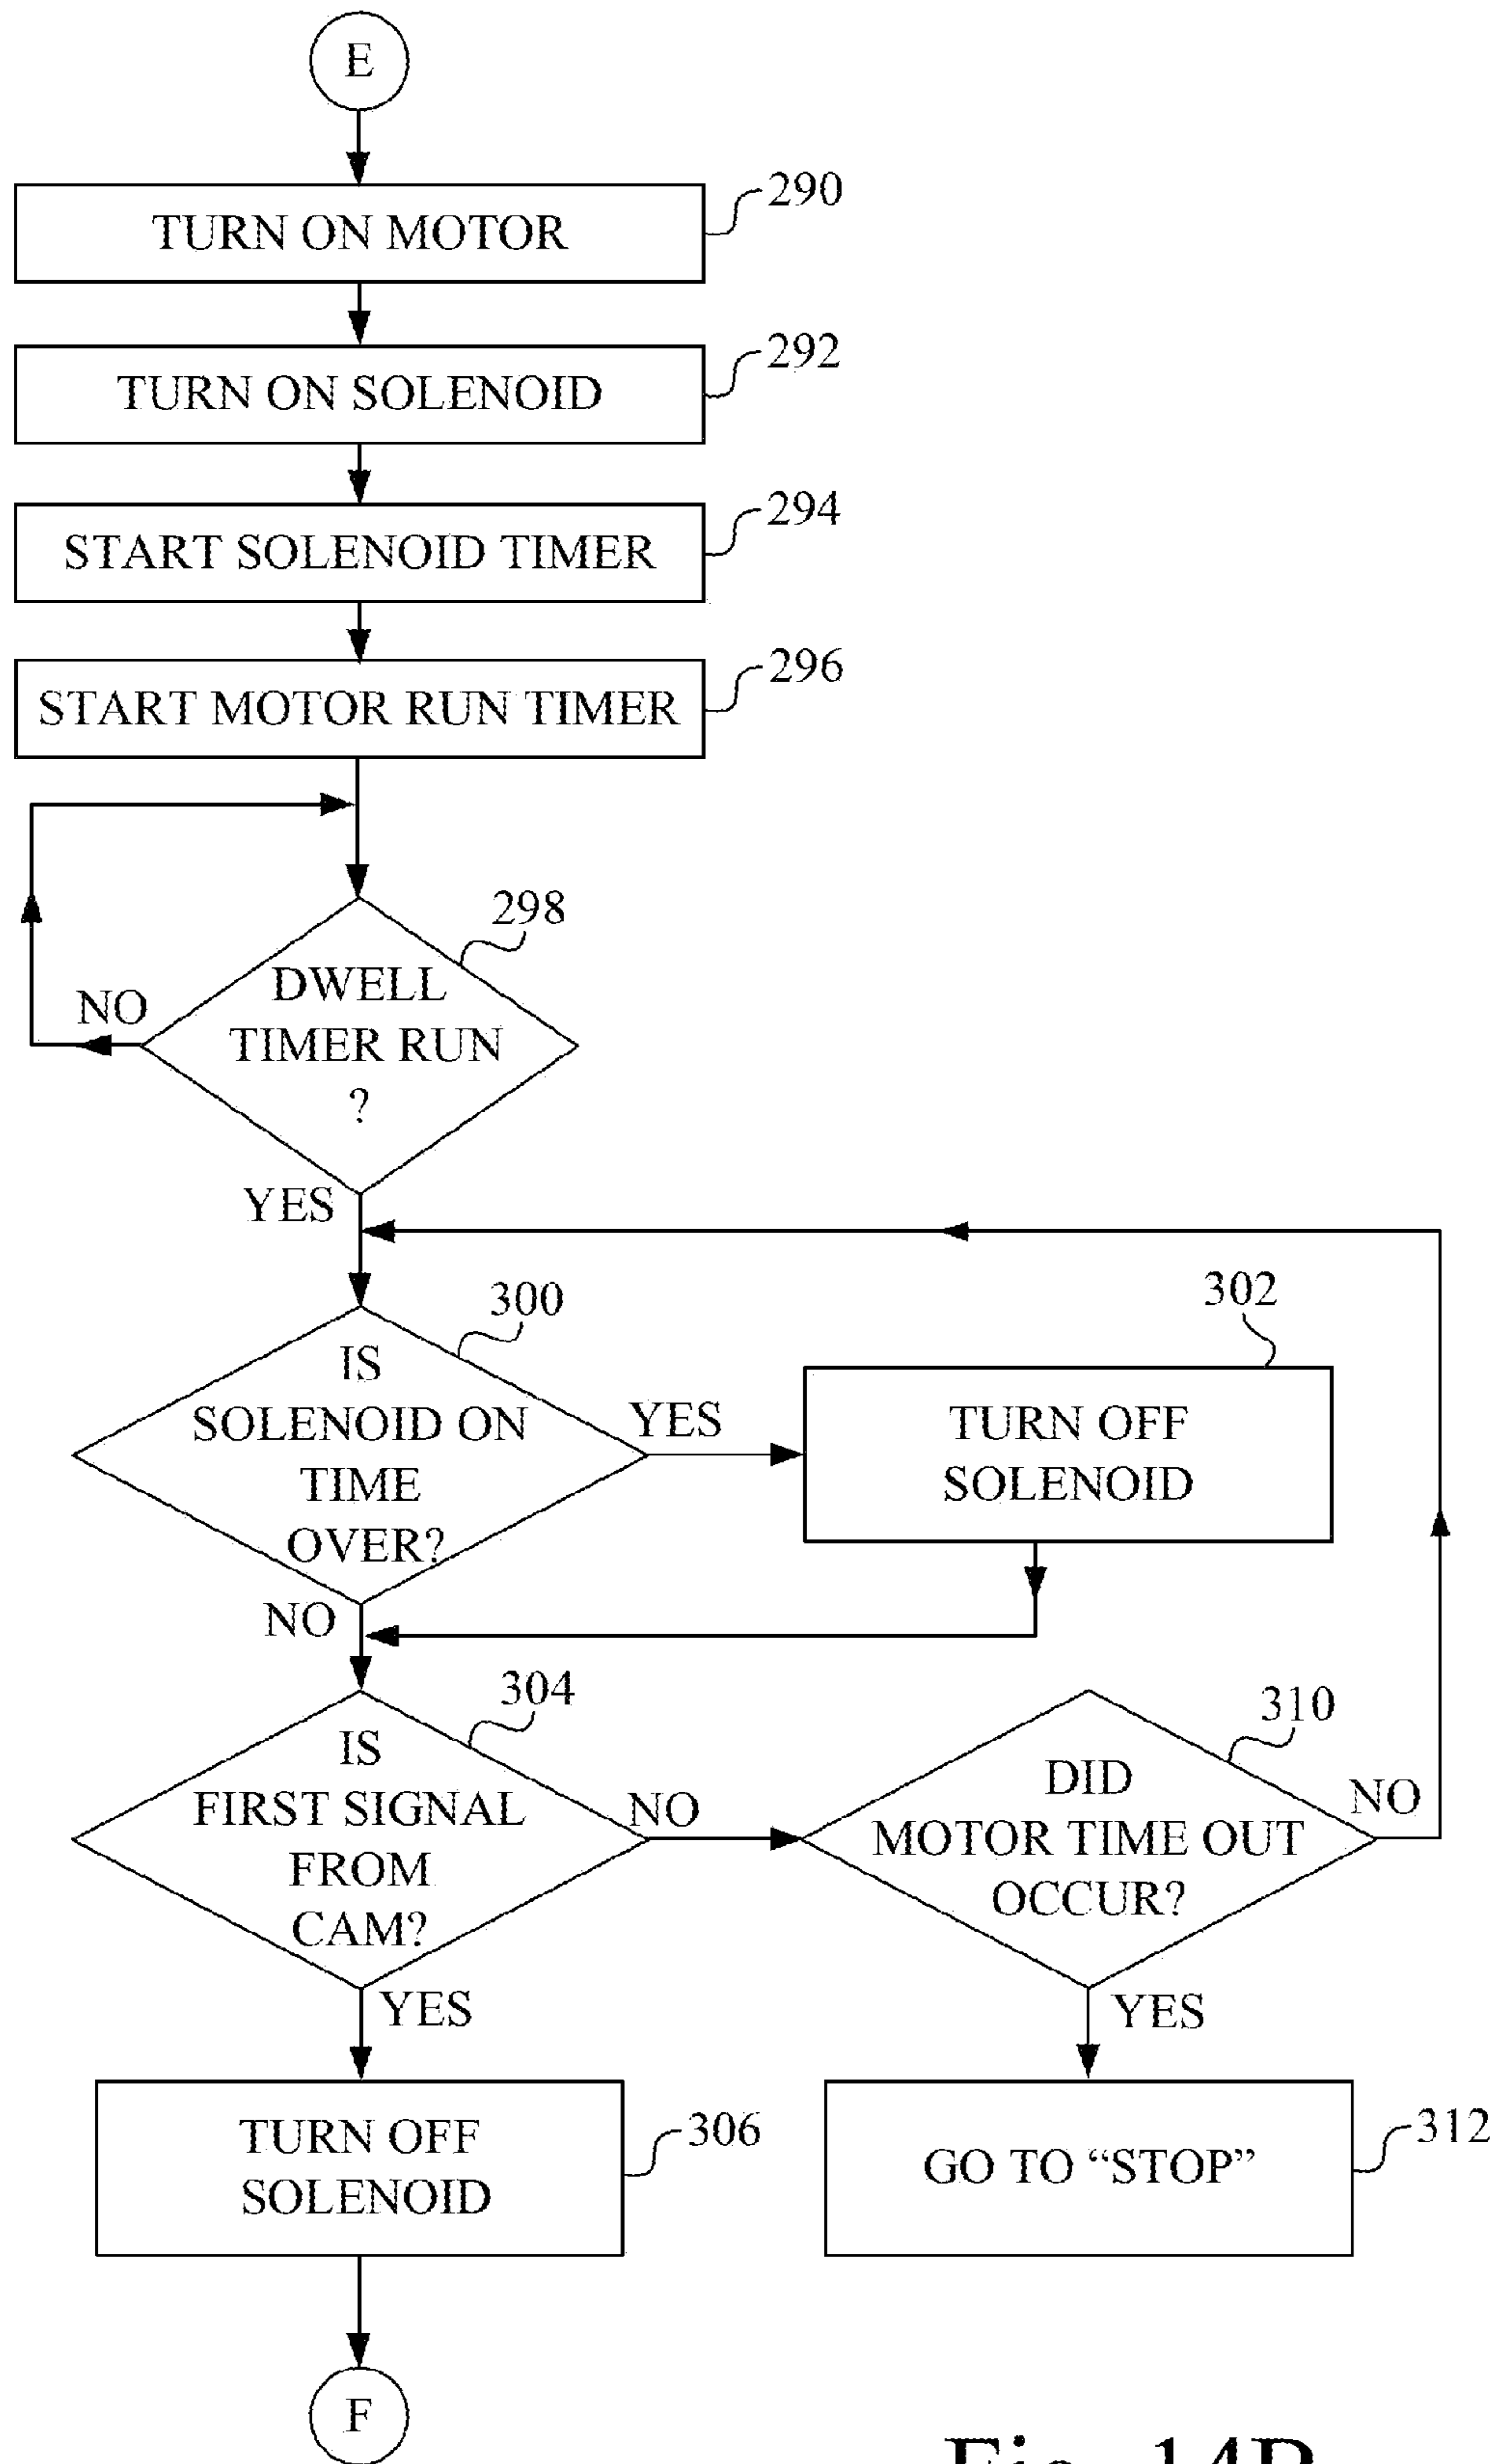 E
TURN ON MOTOR
290
TURN ON SOLENOID
292
START SOLENOID TIMER
294
START MOTOR RUN TIMER
296
298
DWELL
TIMER RUN
?
NO
YES
300
IS
SOLENOID ON
TIME
OVER?
YES
302
TURN OFF
SOLENOID
NO
304
IS
FIRST SIGNAL
FROM
CAM?
NO
310
DID
MOTOR TIME OUT
OCCUR?
NO
YES
YES
TURN OFF
SOLENOID
306
GO TO “STOP”
312
F
Fig. 14B